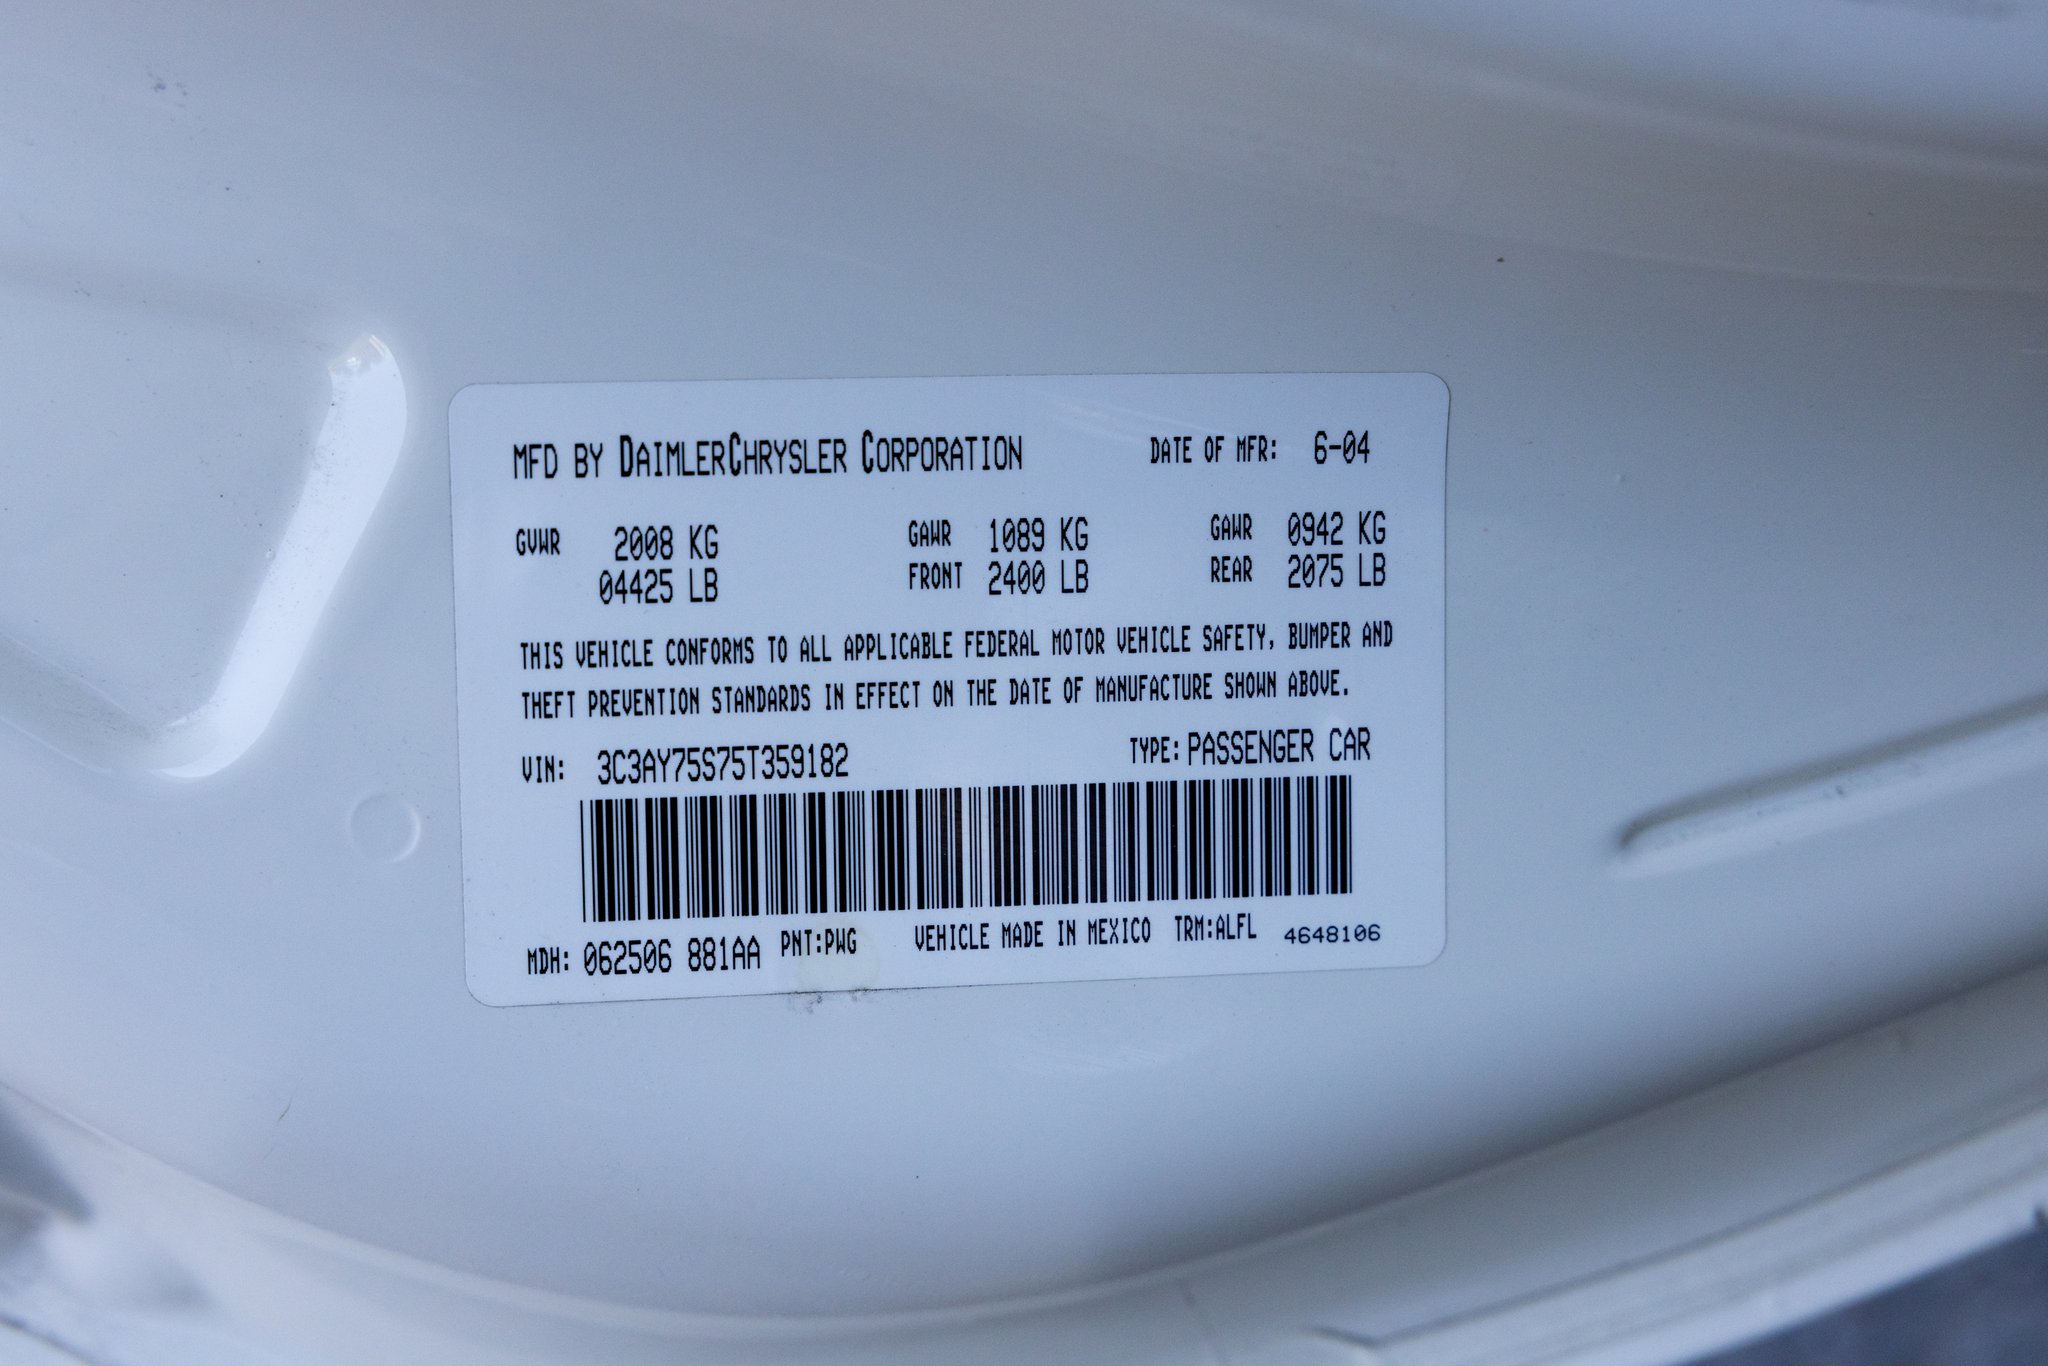 MFD BY DAIMLERCHRYSLER CORPORATION DATE OF MFR: 6-04
GVWR 2008 KG GAWR 1089 KG GAWR 0942 KG
04425 LB FRONT 2400 LB REAR 2075 LB
THIS VEHICLE CONFORMS TO ALL APPLICABLE FEDERAL MOTOR VEHICLE SAFETY, BUMPER AND
THEFT PREVENTION STANDARDS IN EFFECT ON THE DATE OF MANUFACTURE SHOWN ABOVE.
VIN: 3C3AY75S75T359182 TYPE: PASSENGER CAR
MDH: 062506 881AA PNT:PWG VEHICLE MADE IN MEXICO TRM:ALFL 4648106